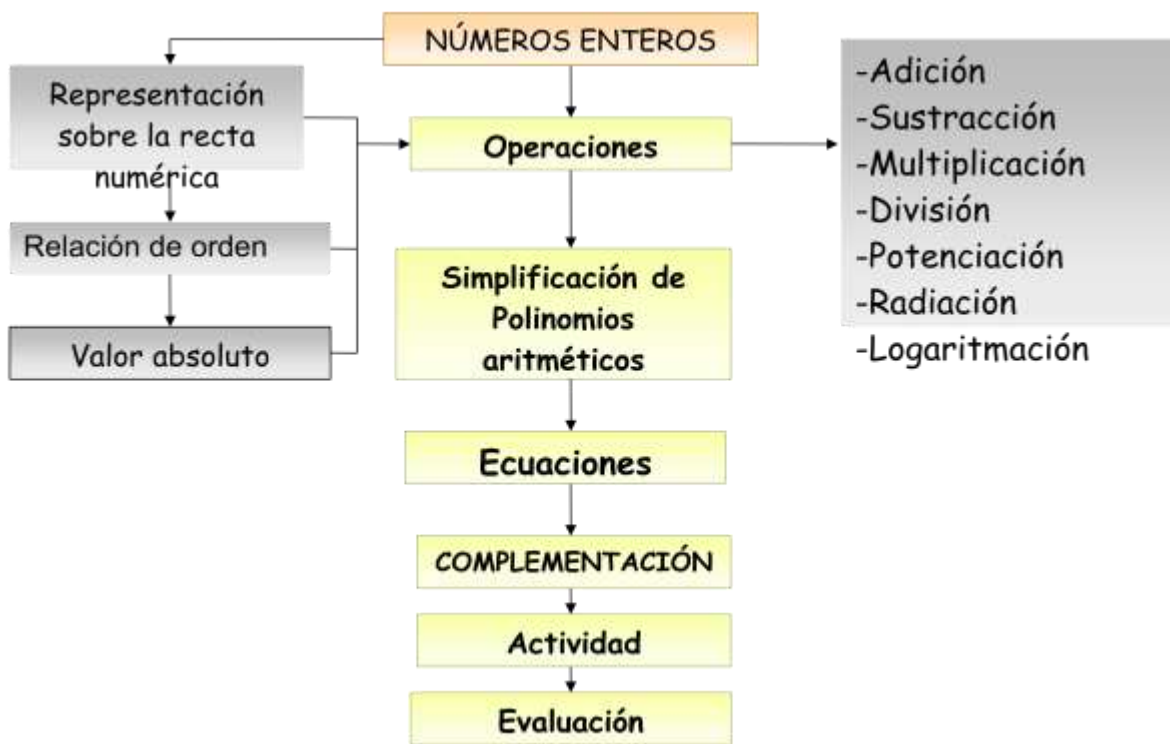 NÚMEROS ENTEROS
Representación
sobre la recta
numérica
Relación de orden
Valor absoluto
Operaciones
-Adición
-Sustracción
-Multiplicación
-División
-Potenciación
-Radiación
-Logaritmación
Simplificación de
Polinomios
aritméticos
Ecuaciones
COMPLEMENTACIÓN
Actividad
Evaluación